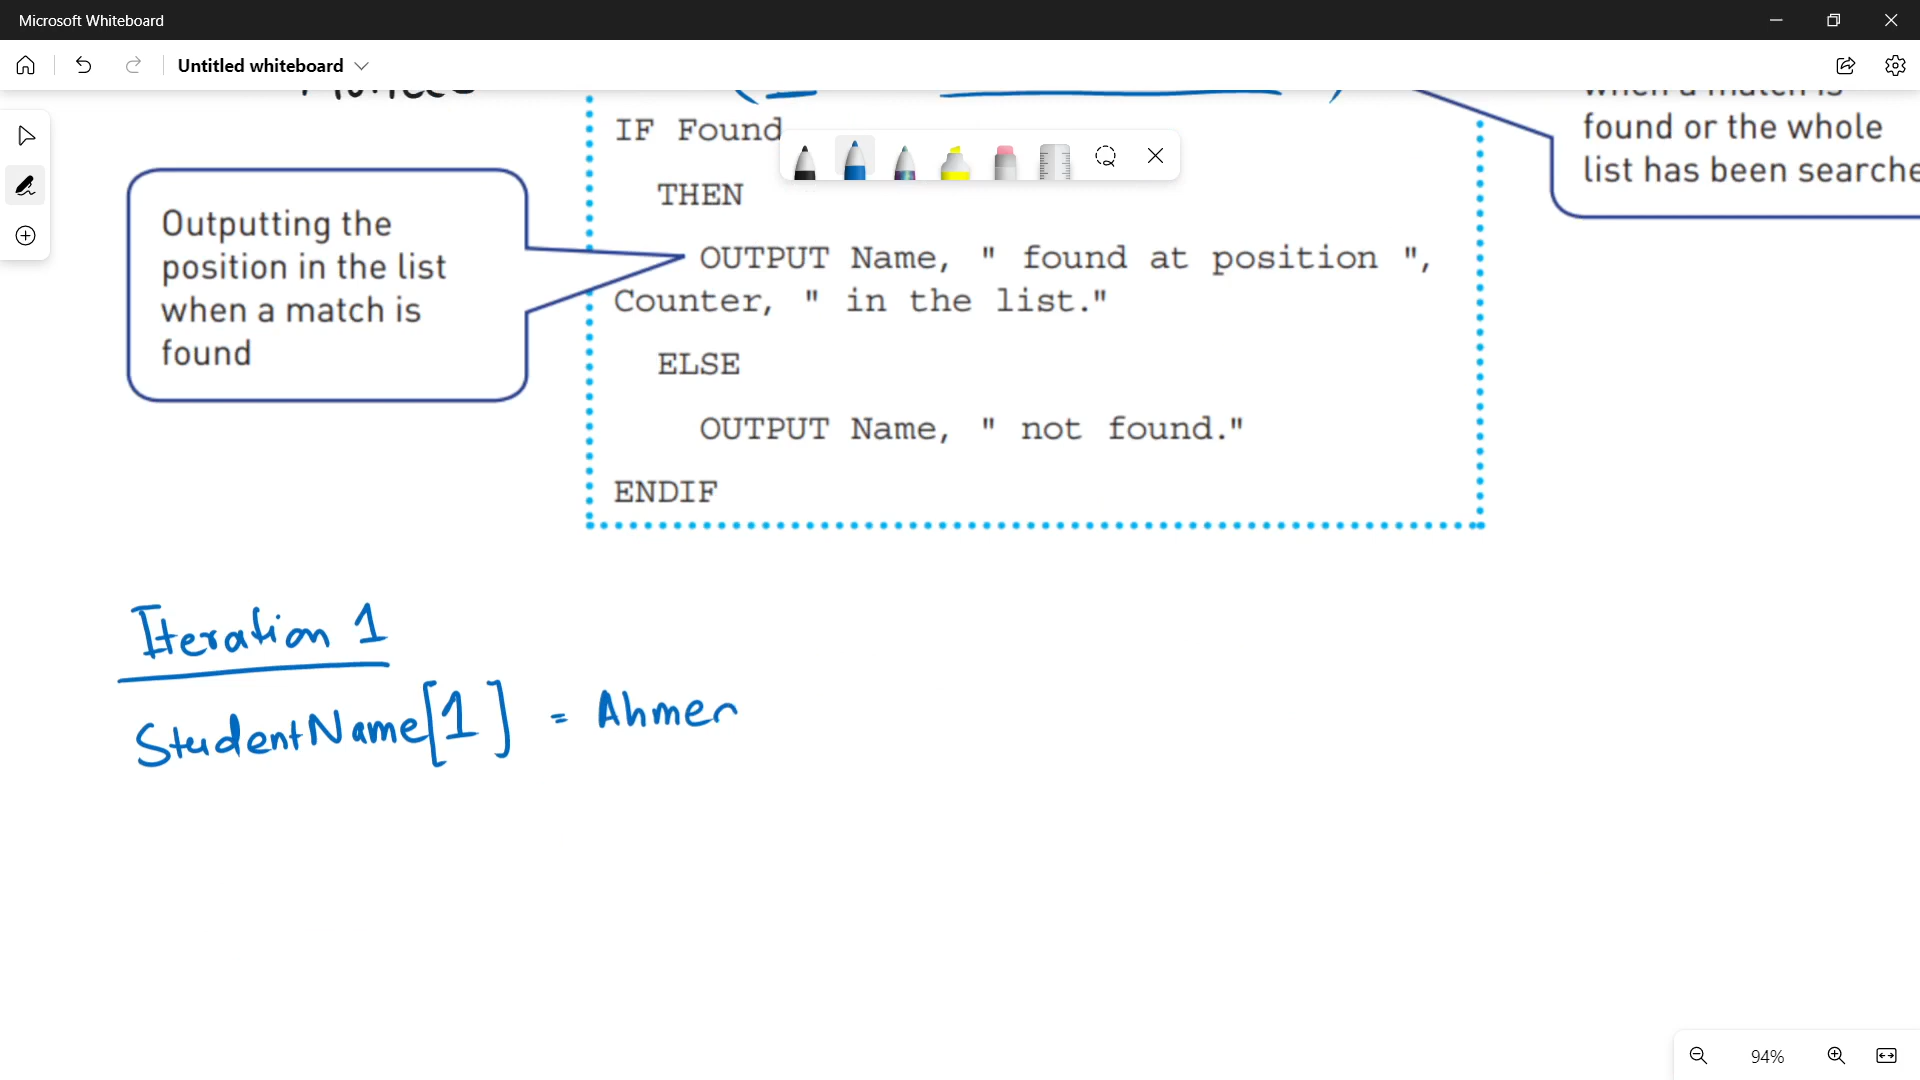 Microsoft Whiteboard
Untitled whiteboard
found or the whole
list has been searche
IF Found
THEN
Outputting the
position in the list
when a match is
found
OUTPUT Name, " found at position ",
Counter, " in the list."
ELSE
OUTPUT Name, " not found."
ENDIF
Iteration 1
StudentName[1] = Ahmer
94%